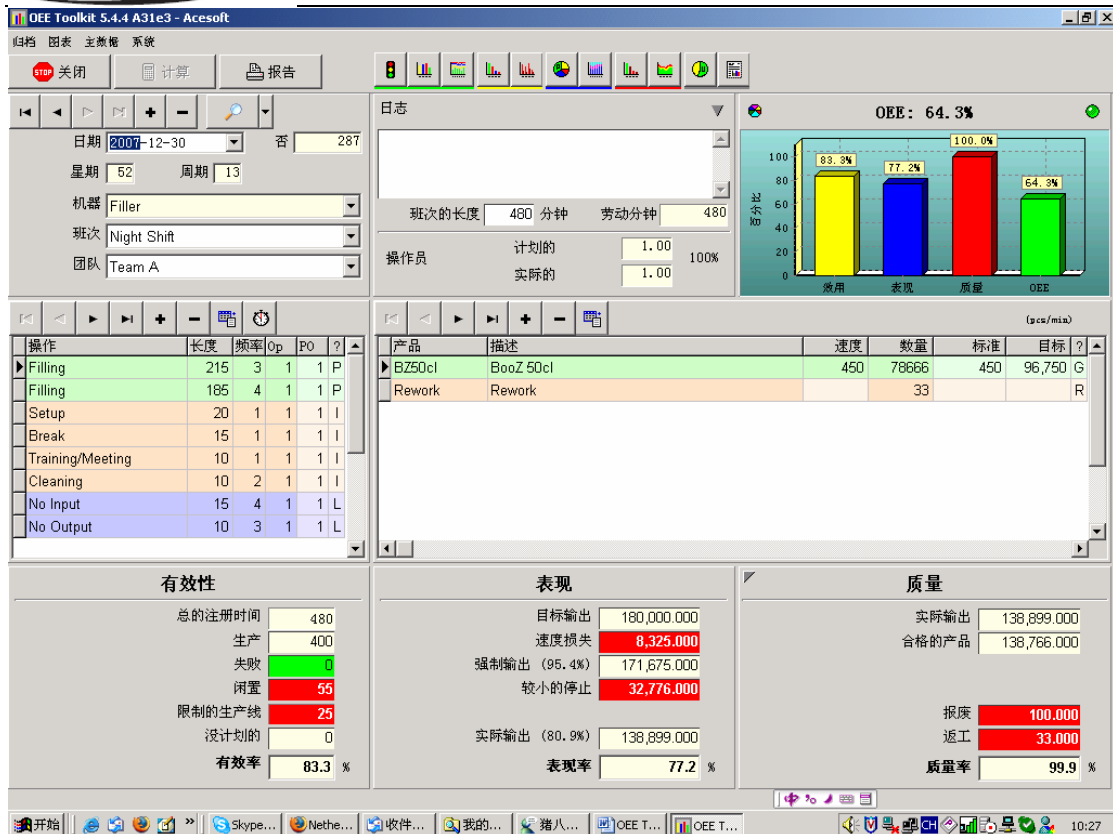 OEE Toolkit 5.4.4 A31e3 - Acesoft
归档 图表 主数据 系统
STOP 关闭 计算 报告
日期 2007-12-30 否 287
星期 52 周期 13
机器 Filler
班次 Night Shift
团队 Team A
日志
班次的长度 480 分钟 劳动分钟 480
操作员 计划的 1.00 100%
实际的 1.00
OEE: 64.3%
百分比
100
80
60
40
20
0
83.3%
77.2%
100.0%
64.3%
效用 表现 质量 OEE
操作 长度 频率 Op PO ?
Filling 215 3 1 1 P
Filling 185 4 1 1 P
Setup 20 1 1 1 I
Break 15 1 1 1 I
Training/Meeting 10 1 1 1 I
Cleaning 10 2 1 1 I
No Input 15 4 1 1 L
No Output 10 3 1 1 L
(pcs/min)
产品 描述 速度 数量 标准 目标 ?
BZ50cl BooZ 50cl 450 78666 450 96,750 G
Rework Rework 33 R
有效性
总的注册时间 480
生产 400
失败 0
闲置 55
限制的生产线 25
没计划的 0
有效率 83.3 %
表现
目标输出 180,000.000
速度损失 8,325.000
强制输出 (95.4%) 171,675.000
较小的停止 32,776.000
实际输出 (80.9%) 138,899.000
表现率 77.2 %
质量
实际输出 138,899.000
合格的产品 138,766.000
报废 100.000
返工 33.000
质量率 99.9 %
中
开始 » Skype... Nethe... 收件... 我的... 猪八... OEE T... OEE T... CH 10:27